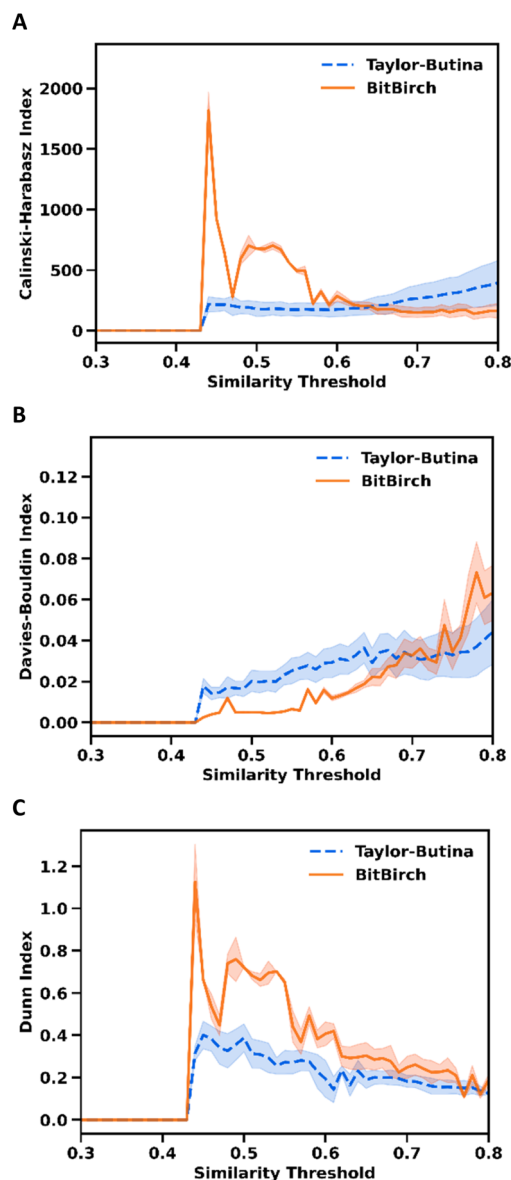 A
Calinski-Harabasz Index
2000
1500
1000
500
0
Taylor-Butina
BitBirch
0.3 0.4 0.5 0.6 0.7 0.8
Similarity Threshold
B
Davies-Bouldin Index
0.12
0.10
0.08
0.06
0.04
0.02
0.00
Taylor-Butina
BitBirch
0.3 0.4 0.5 0.6 0.7 0.8
Similarity Threshold
C
Dunn Index
1.2
1.0
0.8
0.6
0.4
0.2
0.0
Taylor-Butina
BitBirch
0.3 0.4 0.5 0.6 0.7 0.8
Similarity Threshold